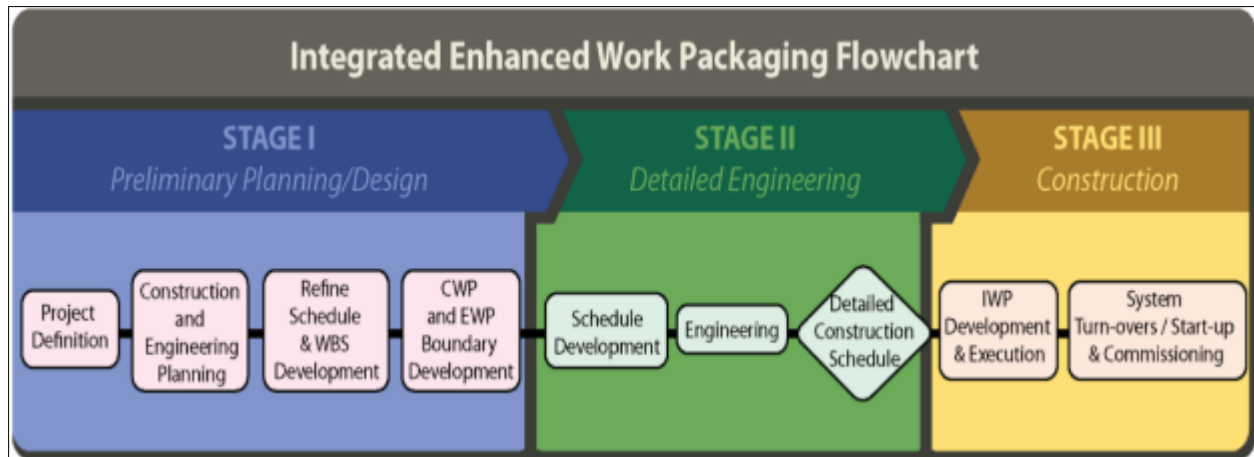 Integrated Enhanced Work Packaging Flowchart
STAGE I
Preliminary Planning/Design
STAGE II
Detailed Engineering
STAGE III
Construction
Project
Definition
Construction
and
Engineering
Planning
Refine
Schedule
& WBS
Development
CWP
and EWP
Boundary
Development
Schedule
Development
Engineering
Detailed
Construction
Schedule
IWP
Development
& Execution
System
Turn-overs / Start-up
& Commissioning